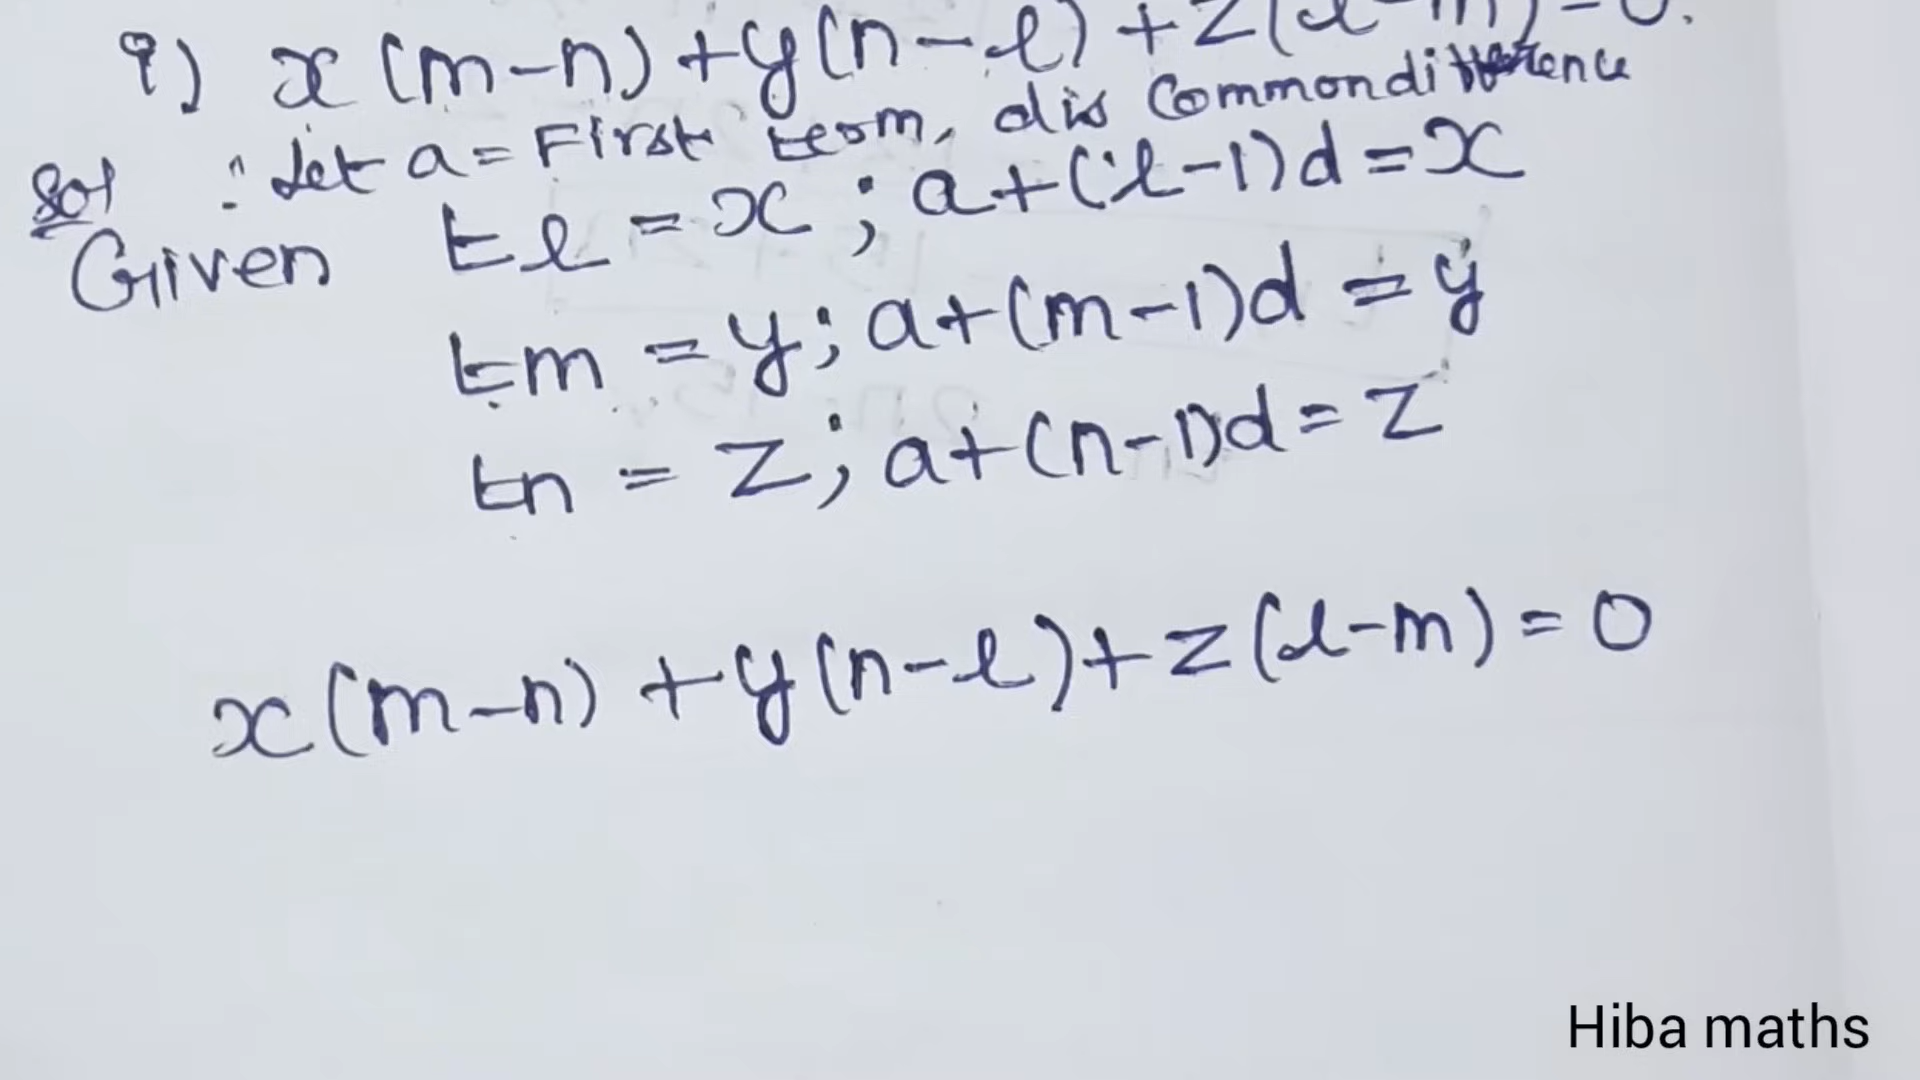 9) x (m-n) + y (n-l) + z (l-m) = 0.
Sol : Let a = First term, d is Common difference
Given tl = x ; a+(l-1)d = x
tm = y ; a+(m-1)d = y
tn = z ; a+(n-1)d = z
x(m-n) + y(n-l) + z(l-m) = 0
Hiba maths